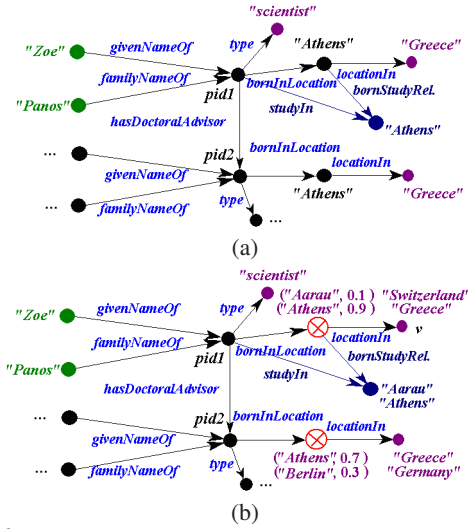 "scientist"
"Zoe"
givenNameOf
type
"Athens"
"Greece"
familyNameOf
bornInLocation
locationIn
"Panos"
pid1
studyIn
bornStudyRel.
hasDoctoralAdvisor
"Athens"
...
pid2
bornInLocation
locationIn
givenNameOf
"Athens"
"Greece"
...
familyNameOf
type
...
(a)
"scientist"
("Aarau", 0.1) "Switzerland"
("Athens", 0.9) "Greece"
"Zoe"
givenNameOf
type
v
familyNameOf
pid1
bornInLocation
locationIn
"Panos"
studyIn
bornStudyRel.
hasDoctoralAdvisor
"Aarau"
"Athens"
...
pid2
bornInLocation
locationIn
givenNameOf
("Athens", 0.7) "Greece"
...
familyNameOf
type
("Berlin", 0.3) "Germany"
...
(b)